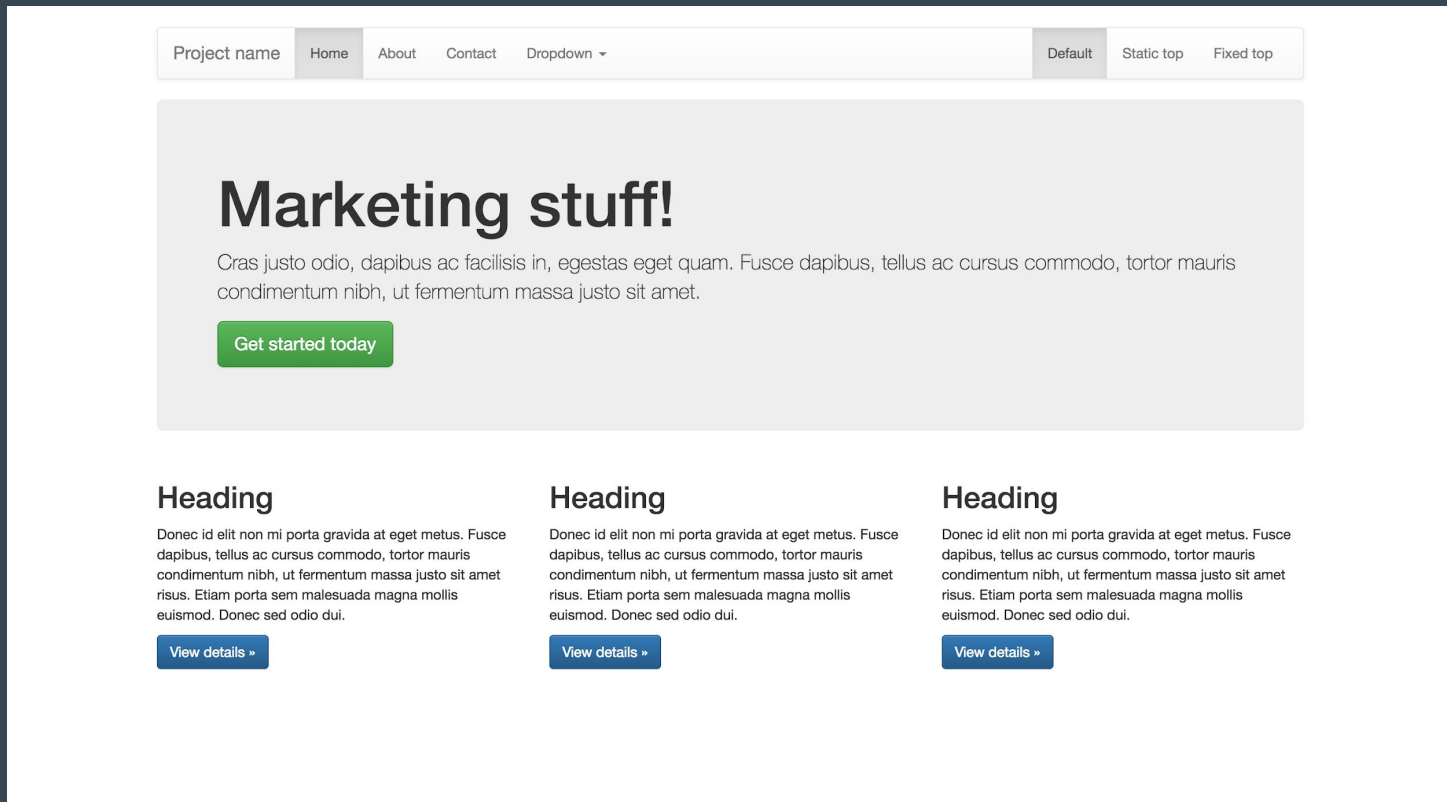 Project name Home About Contact Dropdown Default Static top Fixed top
Marketing stuff!
Cras justo odio, dapibus ac facilisis in, egestas eget quam. Fusce dapibus, tellus ac cursus commodo, tortor mauris
condimentum nibh, ut fermentum massa justo sit amet.
Get started today
Heading
Donec id elit non mi porta gravida at eget metus. Fusce
dapibus, tellus ac cursus commodo, tortor mauris
condimentum nibh, ut fermentum massa justo sit amet
risus. Etiam porta sem malesuada magna mollis
euismod. Donec sed odio dui.
View details »
Heading
Donec id elit non mi porta gravida at eget metus. Fusce
dapibus, tellus ac cursus commodo, tortor mauris
condimentum nibh, ut fermentum massa justo sit amet
risus. Etiam porta sem malesuada magna mollis
euismod. Donec sed odio dui.
View details »
Heading
Donec id elit non mi porta gravida at eget metus. Fusce
dapibus, tellus ac cursus commodo, tortor mauris
condimentum nibh, ut fermentum massa justo sit amet
risus. Etiam porta sem malesuada magna mollis
euismod. Donec sed odio dui.
View details »